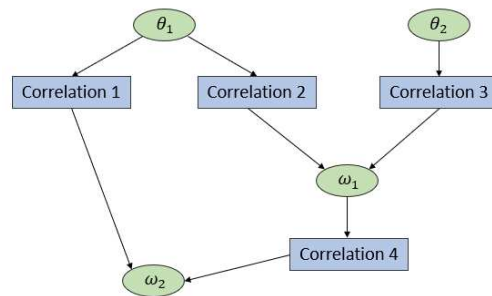 θ₁
θ₂
Correlation 1
Correlation 2
Correlation 3
ω₁
Correlation 4
ω₂